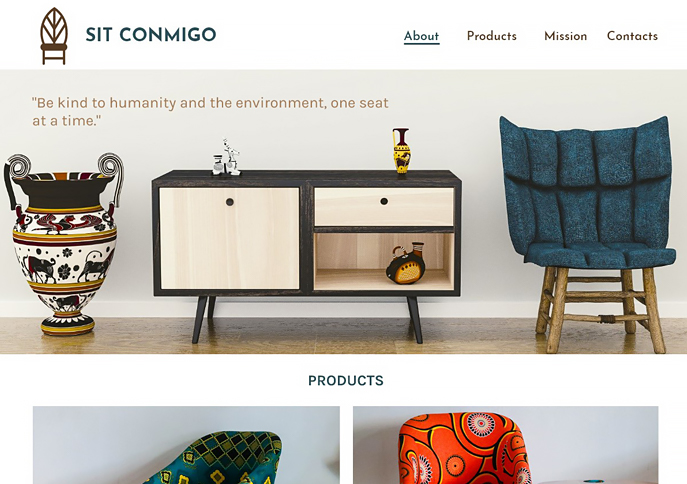 SIT CONMIGO
About
Products
Mission
Contacts
"Be kind to humanity and the environment, one seat
at a time."
PRODUCTS